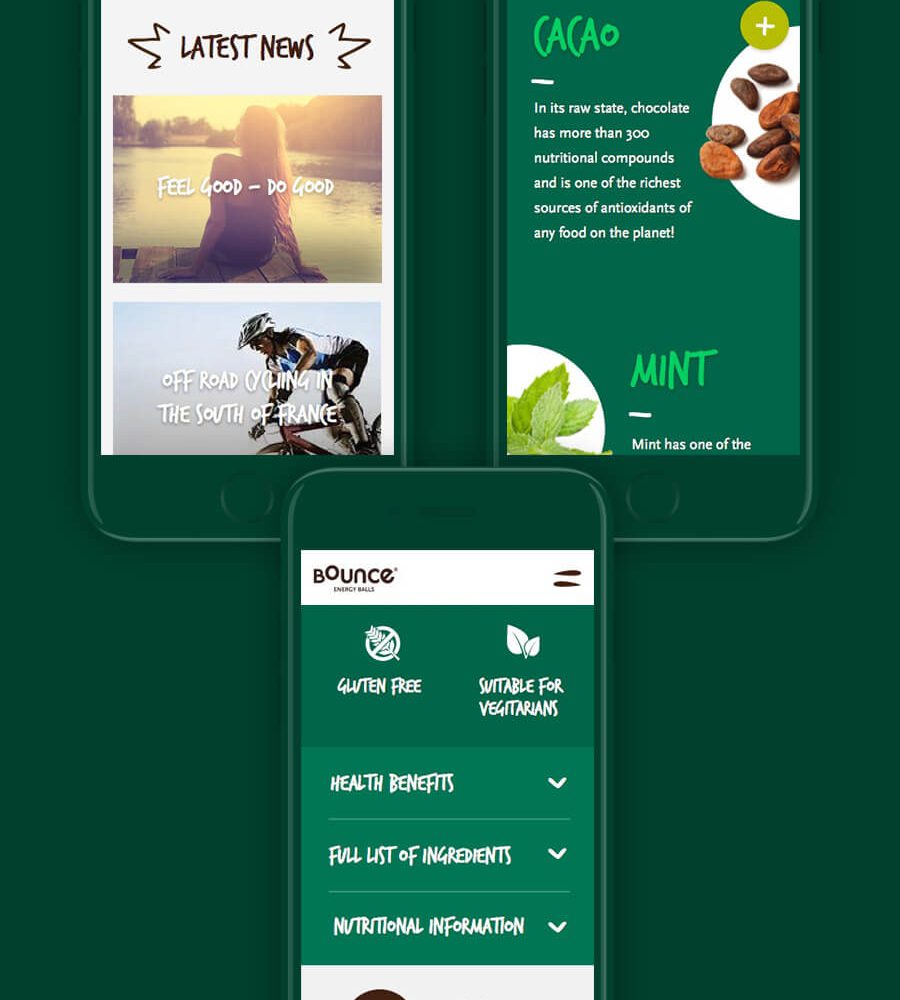 LATEST NEWS
FEEL GOOD – DO GOOD
OFF ROAD CYCLING IN
THE SOUTH OF FRANCE
CACAO
In its raw state, chocolate
has more than 300
nutritional compounds
and is one of the richest
sources of antioxidants of
any food on the planet!
MINT
Mint has one of the
BOUNCE®
ENERGY BALLS
GLUTEN FREE
SUITABLE FOR
VEGITARIANS
HEALTH BENEFITS
FULL LIST OF INGREDIENTS
NUTRITIONAL INFORMATION